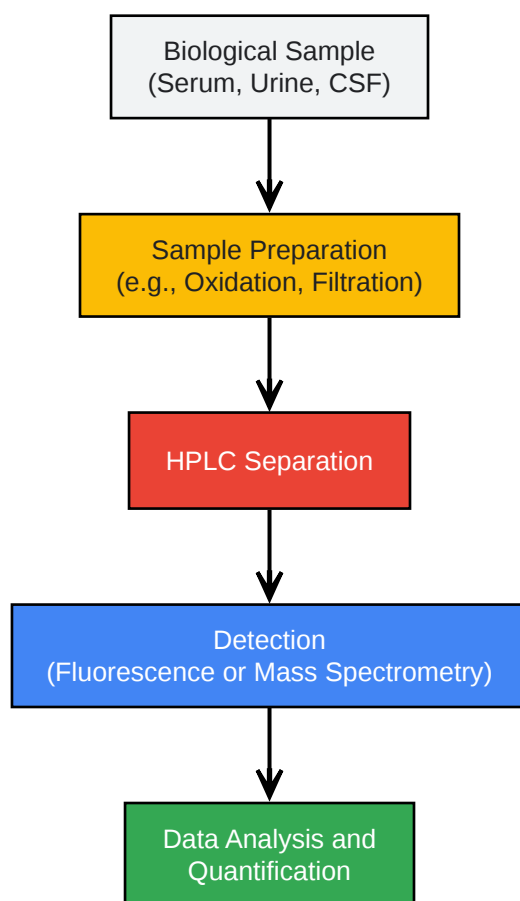 Biological Sample
(Serum, Urine, CSF)
Sample Preparation
(e.g., Oxidation, Filtration)
HPLC Separation
Detection
(Fluorescence or Mass Spectrometry)
Data Analysis and
Quantification